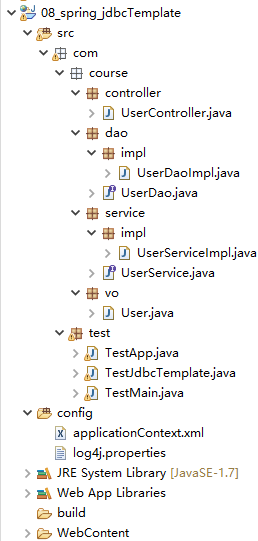 08_spring_jdbcTemplate
src
com
course
controller
UserController.java
dao
impl
UserDaoImpl.java
UserDao.java
service
impl
UserServiceImpl.java
UserService.java
vo
User.java
test
TestApp.java
TestJdbcTemplate.java
TestMain.java
config
applicationContext.xml
log4j.properties
JRE System Library [JavaSE-1.7]
Web App Libraries
build
WebContent